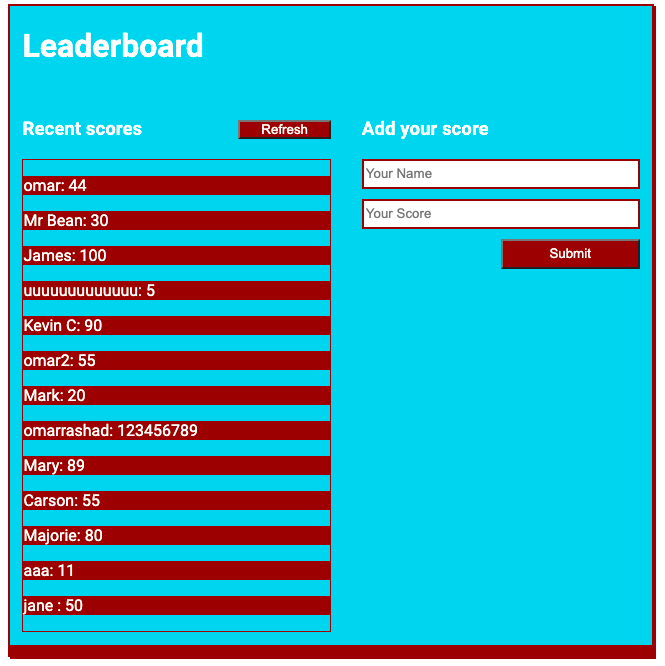 Leaderboard
Recent scores
Refresh
omar: 44
Mr Bean: 30
James: 100
uuuuuuuuuuuuu: 5
Kevin C: 90
omar2: 55
Mark: 20
omarrashad: 123456789
Mary: 89
Carson: 55
Majorie: 80
aaa: 11
jane : 50
Add your score
Your Name
Your Score
Submit